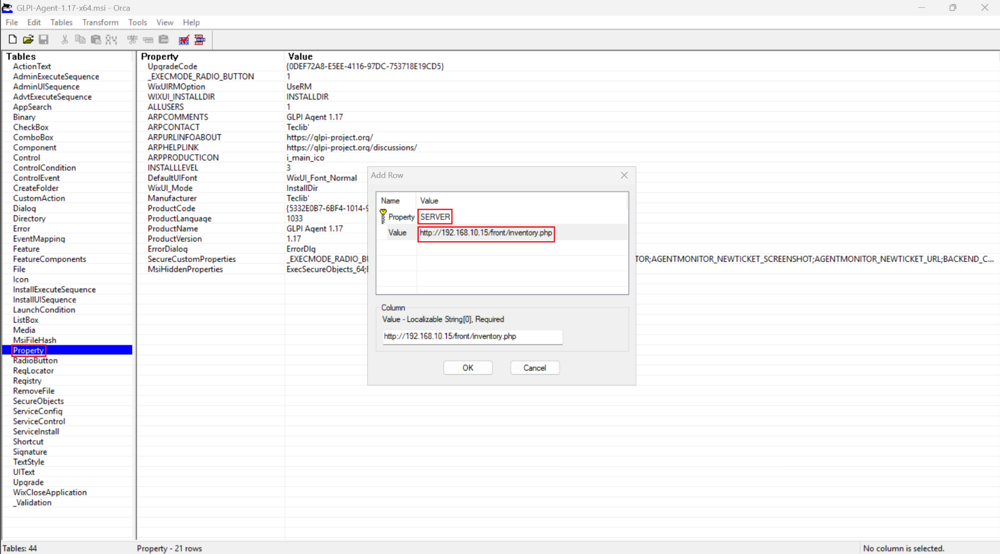 GLPI-Agent-1.17-x64.msi - Orca
File Edit Tables Transform Tools View Help
Tables
ActionText
AdminExecuteSequence
AdminUISequence
AdvtExecuteSequence
AppSearch
Binary
CheckBox
ComboBox
Component
Control
ControlCondition
ControlEvent
CreateFolder
CustomAction
Dialog
Directory
Error
EventMapping
Feature
FeatureComponents
File
Icon
InstallExecuteSequence
InstallUISequence
LaunchCondition
ListBox
Media
MsiFileHash
Property
RadioButton
RegLocator
Registry
RemoveFile
SecureObjects
ServiceConfig
ServiceControl
ServiceInstall
Shortcut
Signature
TextStyle
UIText
Upgrade
WixCloseApplication
_Validation
Property Value
UpgradeCode {0DEF72A8-E5EE-4116-97DC-753718E19CD5}
_EXECMODE_RADIO_BUTTON 1
WixUIRMOption UseRM
WIXUI_INSTALLDIR INSTALLDIR
ALLUSERS 1
ARPCOMMENTS GLPI Agent 1.17
ARPCONTACT Teclib'
ARPURLINFOABOUT https://glpi-project.org/
ARPHELPLINK https://glpi-project.org/discussions/
ARPPRODUCTICON i_main_ico
INSTALLLEVEL 3
DefaultUIFont WixUI_Font_Normal
WixUI_Mode InstallDir
Manufacturer Teclib'
ProductCode {5332E0B7-6BF4-1014-9
ProductLanguage 1033
ProductName GLPI Agent 1.17
ProductVersion 1.17
ErrorDialog ErrorDlg
SecureCustomProperties _EXECMODE_RADIO_BU TOR;AGENTMONITOR_NEWTICKET_SCREENSHOT;AGENTMONITOR_NEWTICKET_URL;BACKEND_C...
MsiHiddenProperties ExecSecureObjects_64;E
Add Row
Name Value
Property SERVER
Value http://192.168.10.15/front/inventory.php
Column
Value - Localizable String[0], Required
http://192.168.10.15/front/inventory.php
OK Cancel
Tables: 44 Property - 21 rows No column is selected.